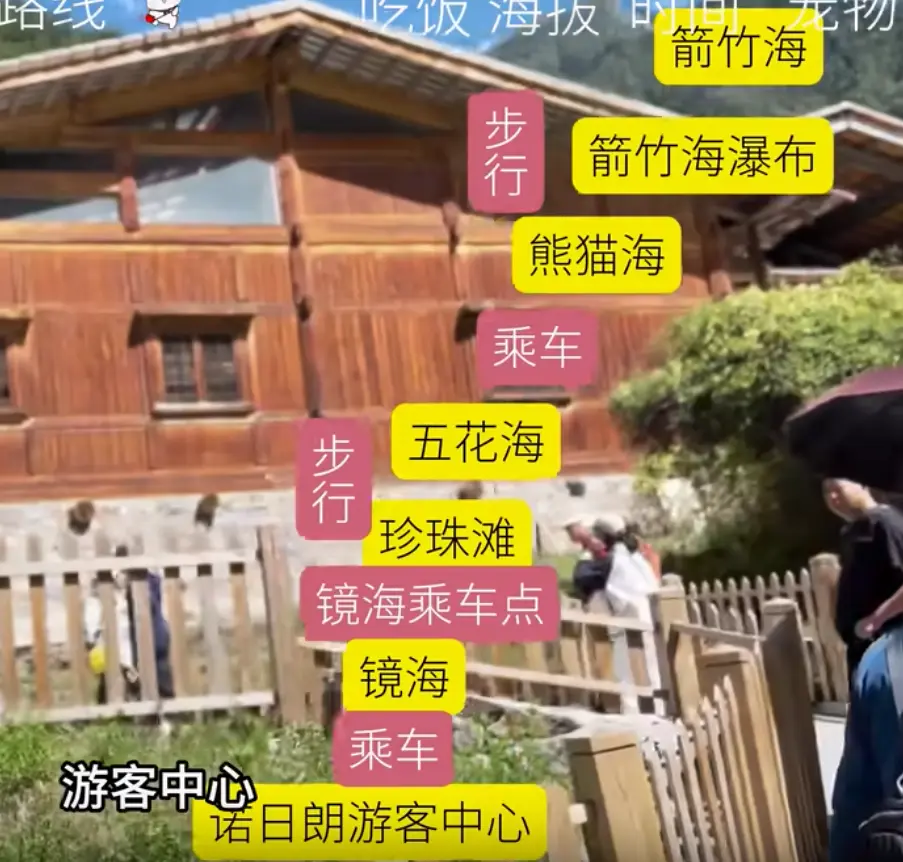 路线 吃饭 海拔 时间 宠物
箭竹海
步行
箭竹海瀑布
熊猫海
乘车
五花海
步行
珍珠滩
镜海乘车点
镜海
乘车
游客中心
诺日朗游客中心